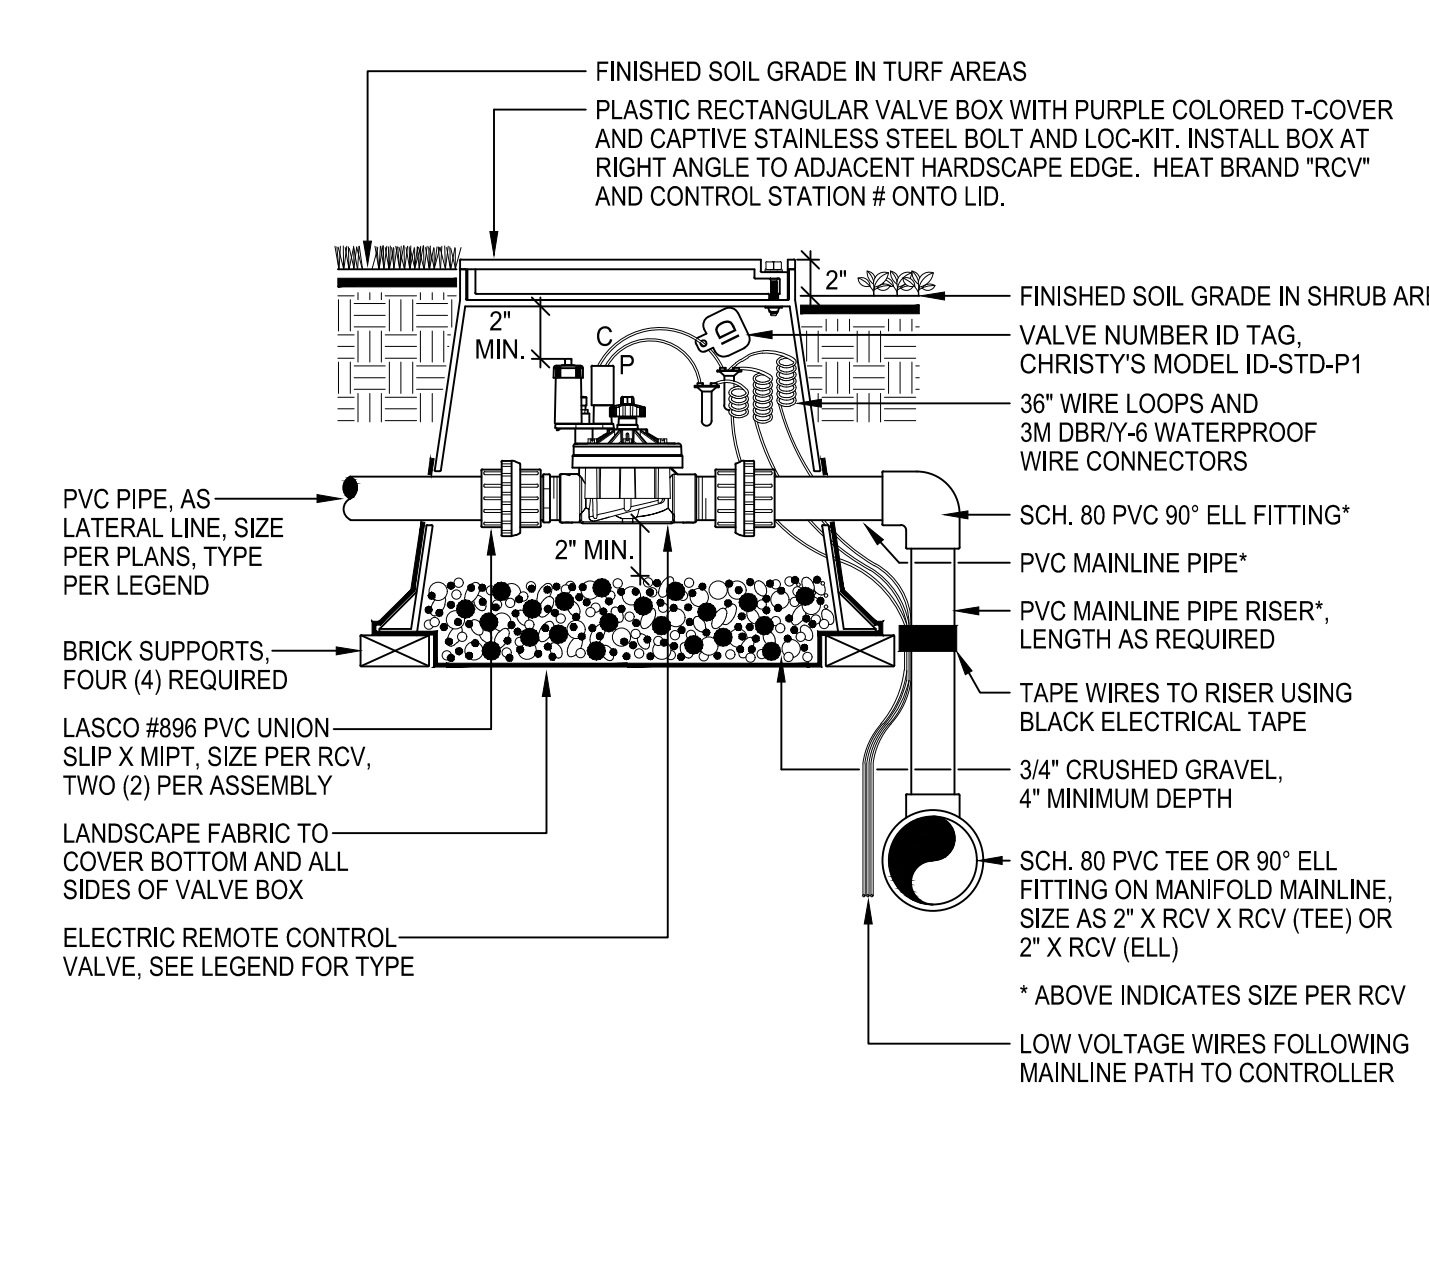 FINISHED SOIL GRADE IN TURF AREAS
PLASTIC RECTANGULAR VALVE BOX WITH PURPLE COLORED T-COVER
AND CAPTIVE STAINLESS STEEL BOLT AND LOC-KIT. INSTALL BOX AT
RIGHT ANGLE TO ADJACENT HARDSCAPE EDGE. HEAT BRAND "RCV"
AND CONTROL STATION # ONTO LID.
2"
FINISHED SOIL GRADE IN SHRUB
2"
MIN.
C
P
D
VALVE NUMBER ID TAG,
CHRISTY'S MODEL ID-STD-P1
36" WIRE LOOPS AND
3M DBR/Y-6 WATERPROOF
WIRE CONNECTORS
SCH. 80 PVC 90° ELL FITTING*
2" MIN.
PVC MAINLINE PIPE*
PVC MAINLINE PIPE RISER*,
LENGTH AS REQUIRED
TAPE WIRES TO RISER USING
BLACK ELECTRICAL TAPE
3/4" CRUSHED GRAVEL,
4" MINIMUM DEPTH
SCH. 80 PVC TEE OR 90° ELL
FITTING ON MANIFOLD MAINLINE,
SIZE AS 2" X RCV X RCV (TEE) OR
2" X RCV (ELL)
* ABOVE INDICATES SIZE PER RCV
LOW VOLTAGE WIRES FOLLOWING
MAINLINE PATH TO CONTROLLER
PVC PIPE, AS
LATERAL LINE, SIZE
PER PLANS, TYPE
PER LEGEND
BRICK SUPPORTS,
FOUR (4) REQUIRED
LASCO #896 PVC UNION
SLIP X MIPT, SIZE PER RCV,
TWO (2) PER ASSEMBLY
LANDSCAPE FABRIC TO
COVER BOTTOM AND ALL
SIDES OF VALVE BOX
ELECTRIC REMOTE CONTROL
VALVE, SEE LEGEND FOR TYPE